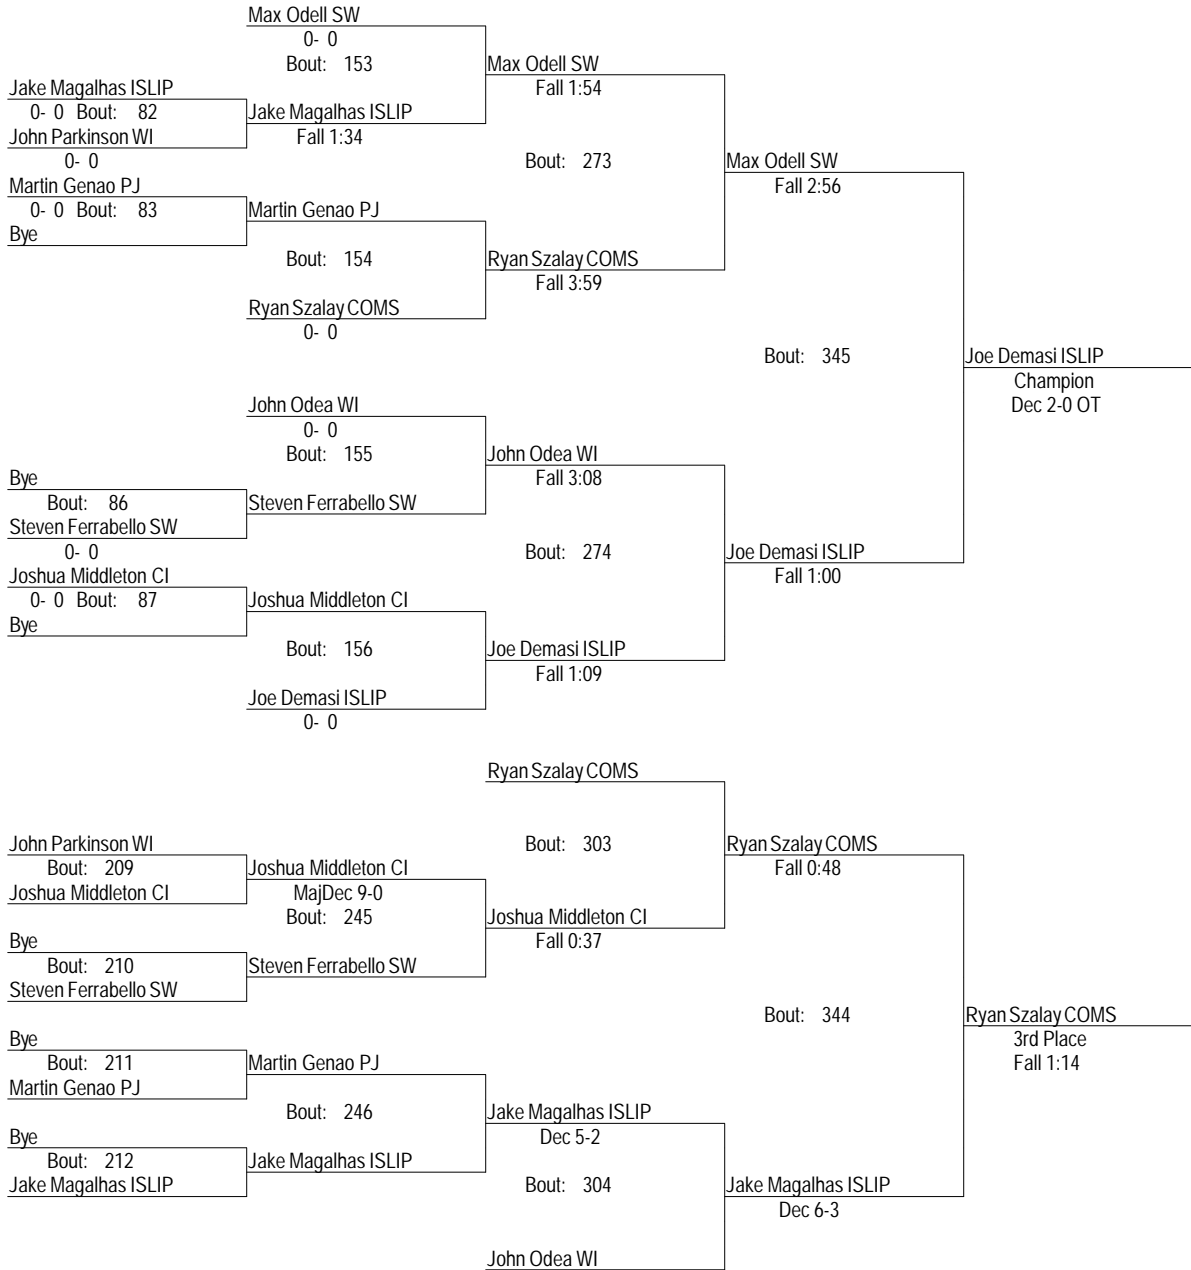 Max Odell SW
0- 0
Bout: 153
Max Odell SW
Fall 1:54
Jake Magalhas ISLIP
0- 0 Bout: 82
Jake Magalhas ISLIP
Fall 1:34
John Parkinson WI
0- 0
Bout: 273
Max Odell SW
Fall 2:56
Martin Genao PJ
0- 0 Bout: 83
Martin Genao PJ
Bye
Bout: 154
Ryan Szalay COMS
Fall 3:59
Ryan Szalay COMS
0- 0
Bout: 345
Joe Demasi ISLIP
Champion
Dec 2-0 OT
John Odea WI
0- 0
Bout: 155
John Odea WI
Fall 3:08
Bye
Bout: 86
Steven Ferrabello SW
Steven Ferrabello SW
0- 0
Bout: 274
Joe Demasi ISLIP
Fall 1:00
Joshua Middleton CI
0- 0 Bout: 87
Joshua Middleton CI
Bye
Bout: 156
Joe Demasi ISLIP
Fall 1:09
Joe Demasi ISLIP
0- 0
Ryan Szalay COMS
John Parkinson WI
Bout: 303
Ryan Szalay COMS
Fall 0:48
Bout: 209
Joshua Middleton CI
MajDec 9-0
Joshua Middleton CI
Bout: 245
Joshua Middleton CI
Fall 0:37
Bye
Bout: 210
Steven Ferrabello SW
Steven Ferrabello SW
Bout: 344
Ryan Szalay COMS
3rd Place
Fall 1:14
Bye
Bout: 211
Martin Genao PJ
Martin Genao PJ
Bout: 246
Jake Magalhas ISLIP
Dec 5-2
Bye
Bout: 212
Jake Magalhas ISLIP
Jake Magalhas ISLIP
Bout: 304
Jake Magalhas ISLIP
Dec 6-3
John Odea WI